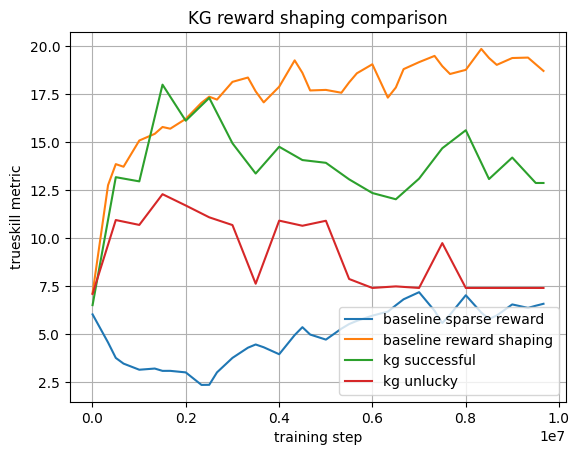 KG reward shaping comparison
trueskill metric
20.0
17.5
15.0
12.5
10.0
7.5
5.0
2.5
baseline sparse reward
baseline reward shaping
kg successful
kg unlucky
0.0 0.2 0.4 0.6 0.8 1.0
1e7
training step